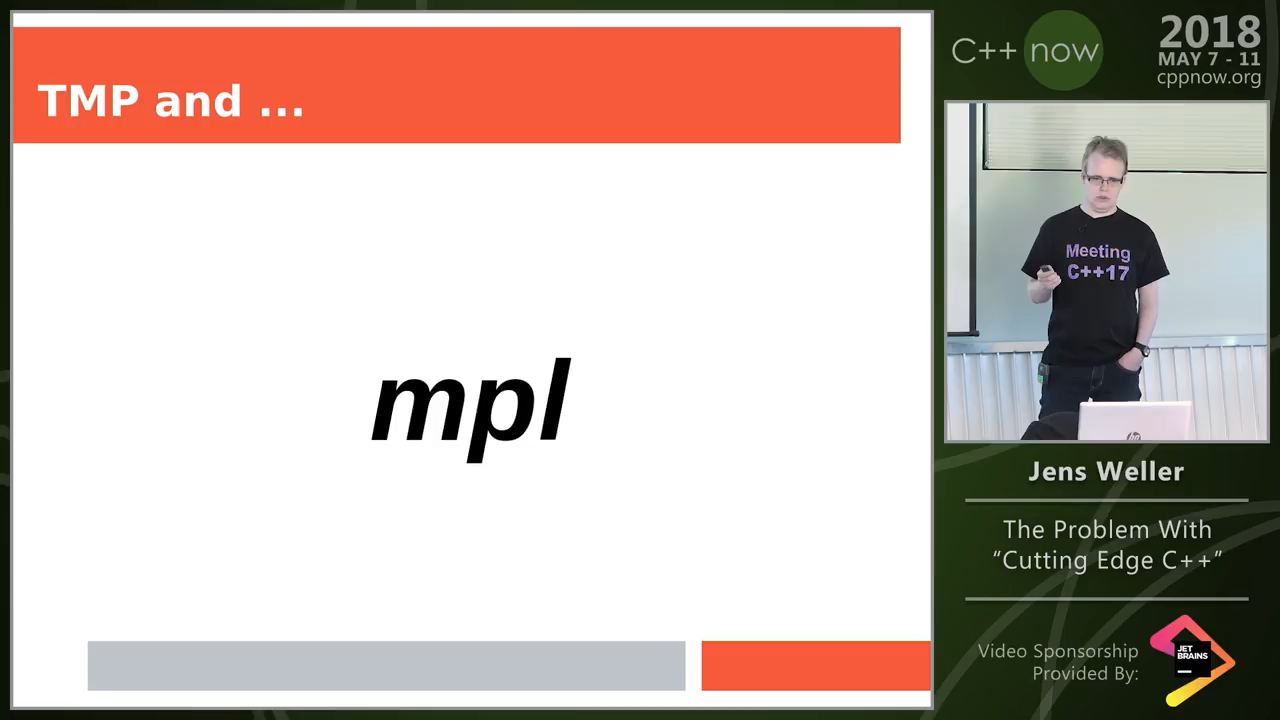 TMP and ...
mpl
C++ now
2018
MAY 7 - 11
cppnow.org
Meeting
C++17
hp
Jens Weller
The Problem With
“Cutting Edge C++”
Video Sponsorship
Provided By:
JET
BRAINS